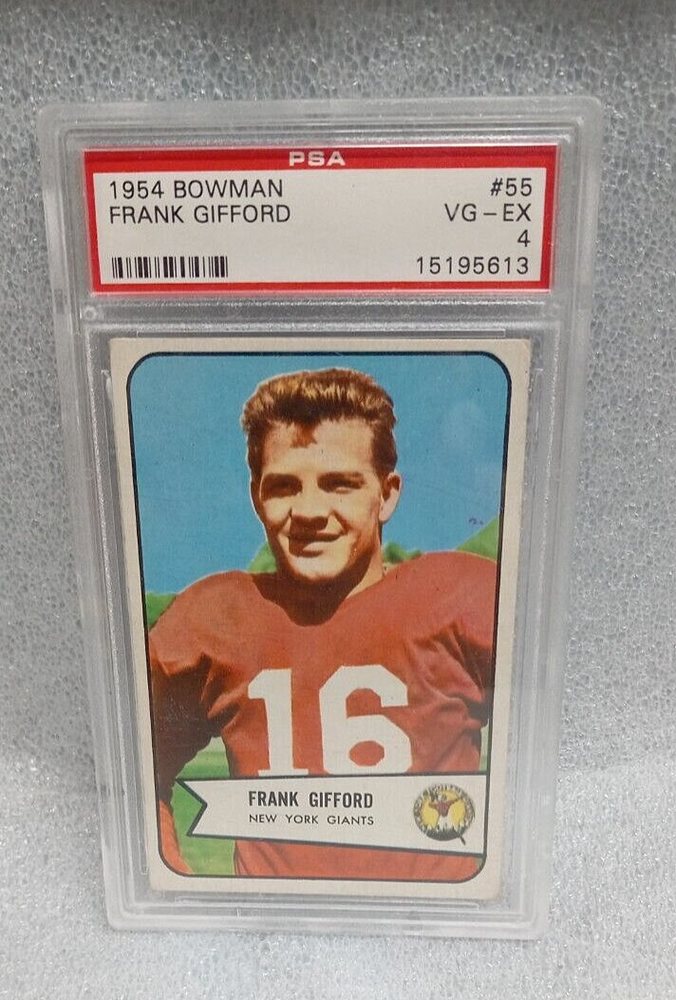 PSA
1954 BOWMAN #55
FRANK GIFFORD VG-EX
4
15195613
16
FRANK GIFFORD
NEW YORK GIANTS